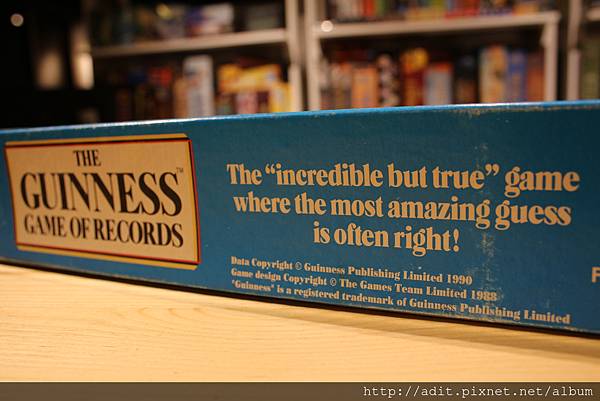 THE
GUINNESS™
GAME OF RECORDS
The "incredible but true" game
where the most amazing guess
is often right!
Data Copyright © Guinness Publishing Limited 1990
Game design Copyright © The Games Team Limited 1988
"Guinness" is a registered trademark of Guinness Publishing Limited
F
http://adit.pixnet.net/album